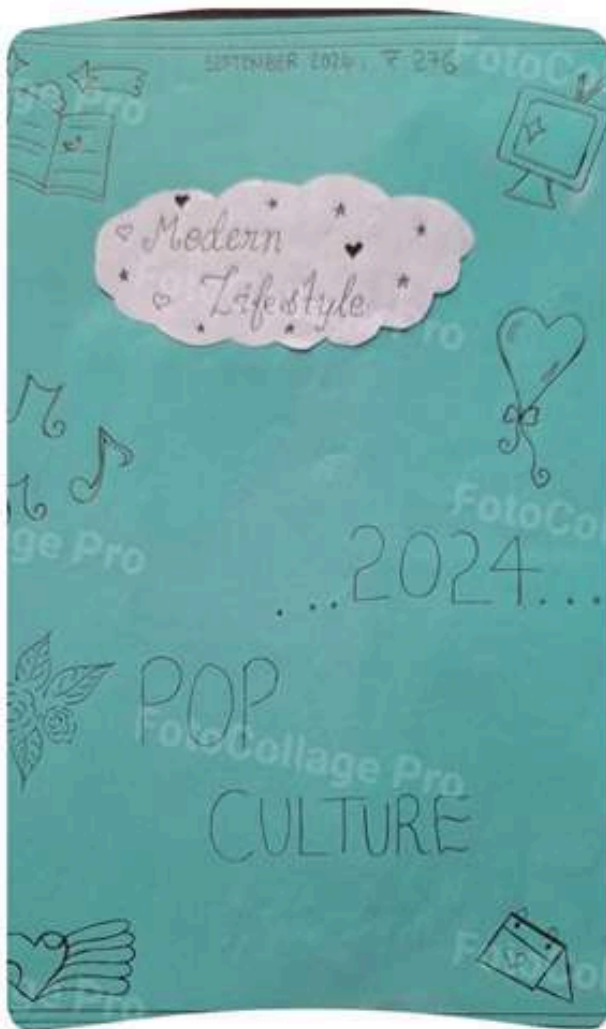 SEPTEMBER 2024, ₹ 276
Modern
Lifestyle
...2024...
POP
CULTURE
FotoCollage Pro